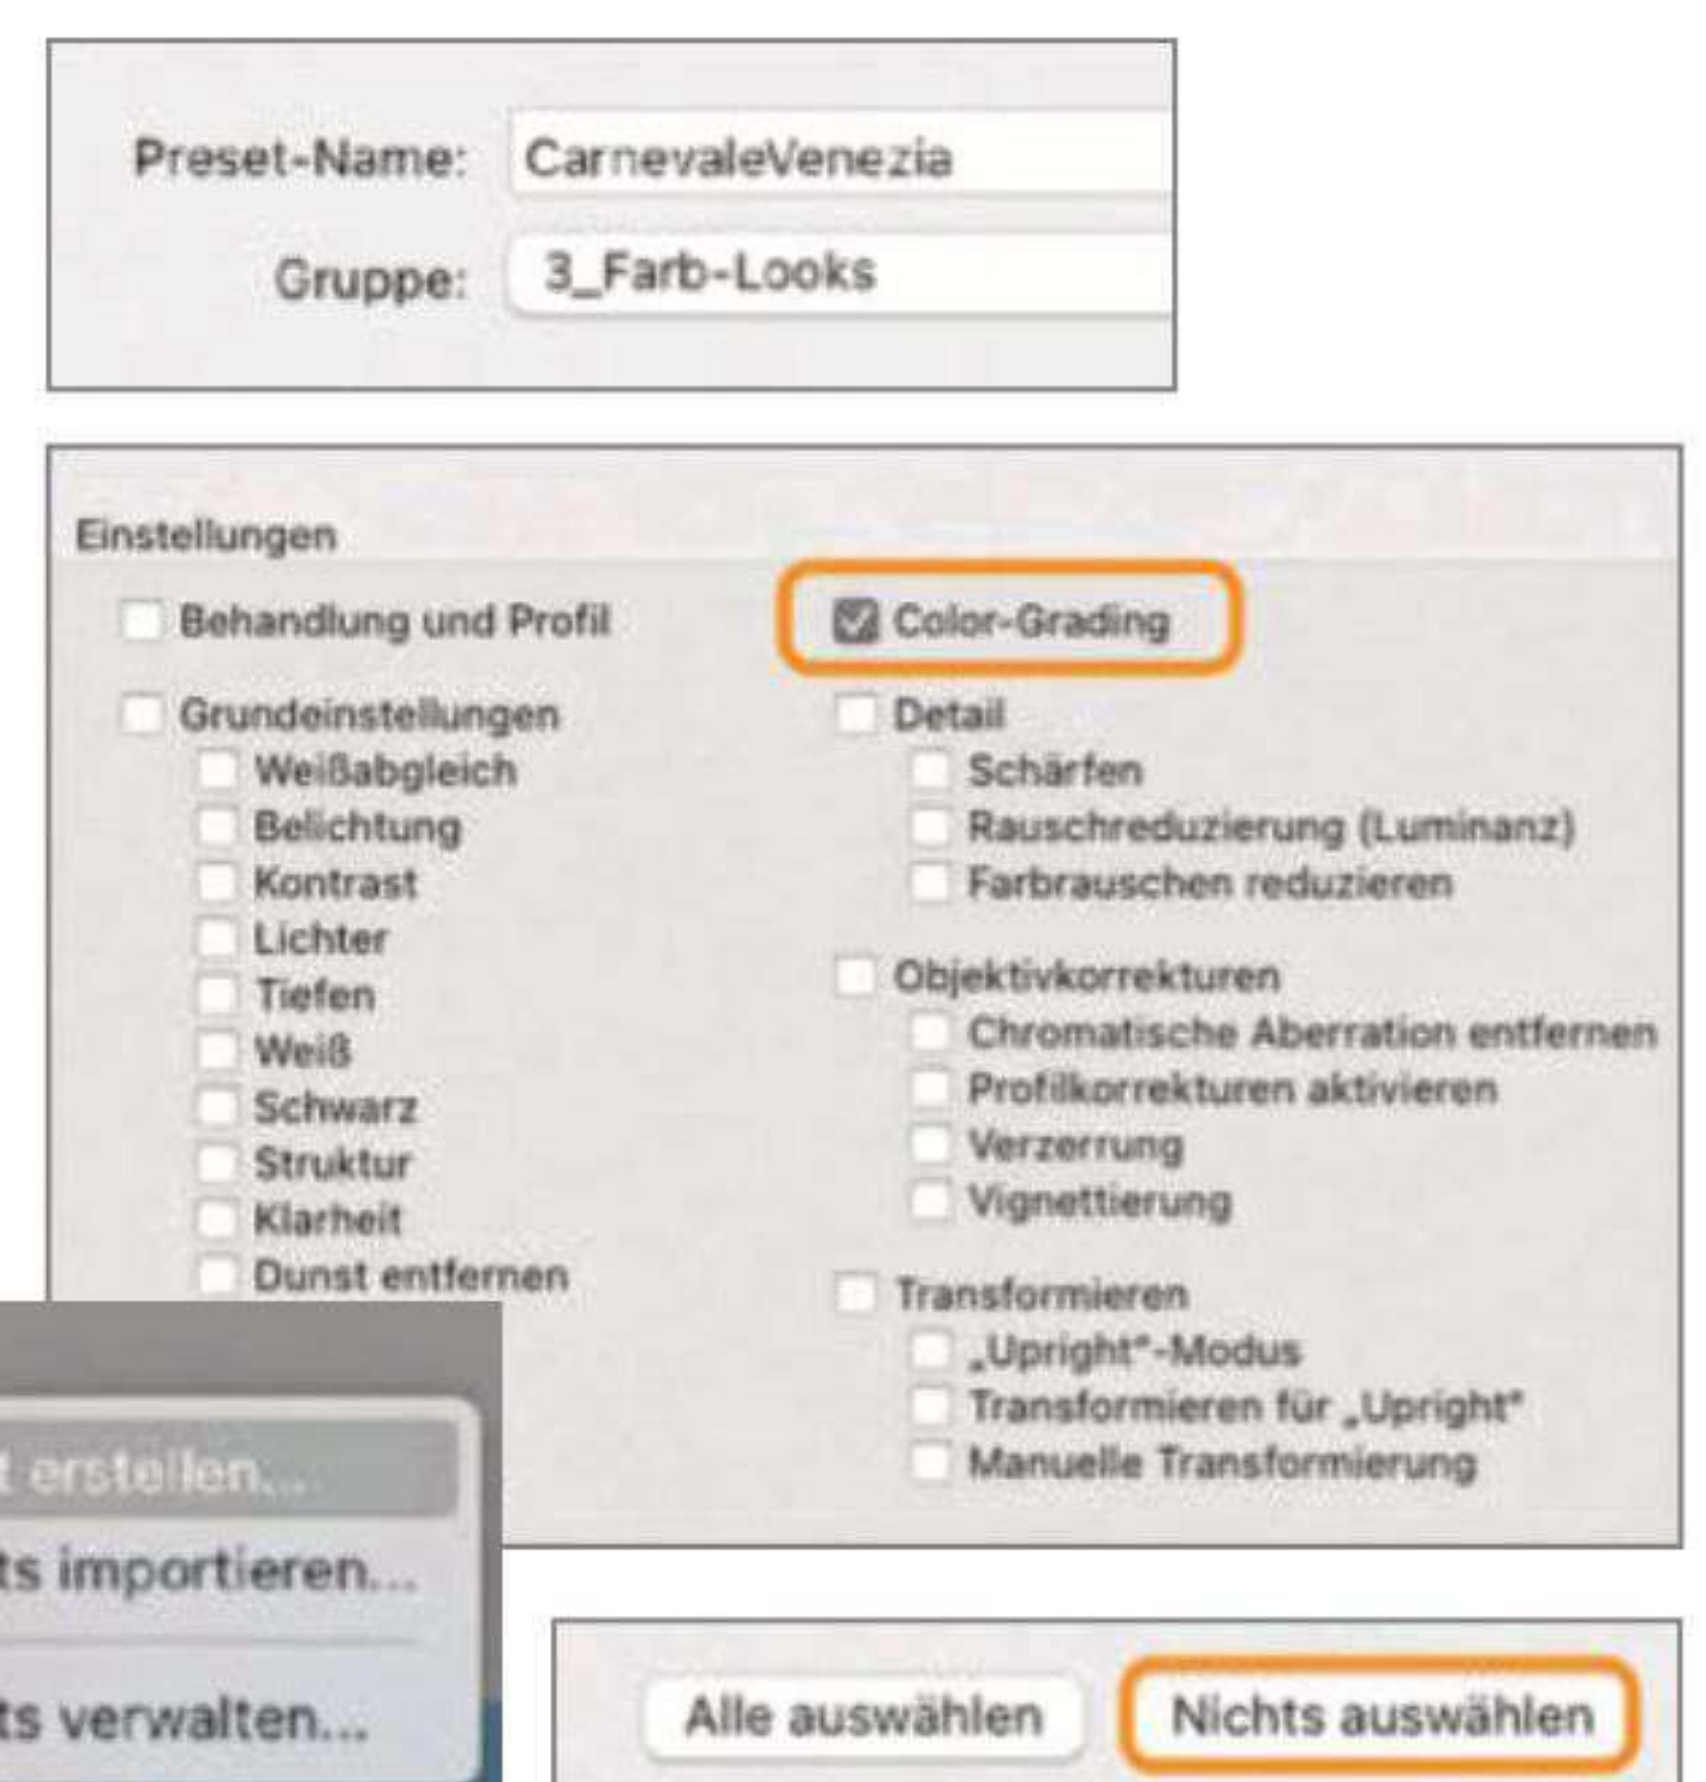 Preset-Name: CarnevaleVenezia
Gruppe: 3_Farb-Looks
Einstellungen
Behandlung und Profil
Grundeinstellungen
Weißabgleich
Belichtung
Kontrast
Lichter
Tiefen
Weiß
Schwarz
Struktur
Klarheit
Dunst entfernen
Color-Grading
Detail
Schärfen
Rauschreduzierung (Luminanz)
Farbrauschen reduzieren
Objektivkorrekturen
Chromatische Aberration entfernen
Profilkorrekturen aktivieren
Verzerrung
Vignettierung
Transformieren
„Upright“-Modus
Transformieren für „Upright“
Manuelle Transformierung
t erstellen...
ts importieren...
ts verwalten...
Alle auswählen Nichts auswählen